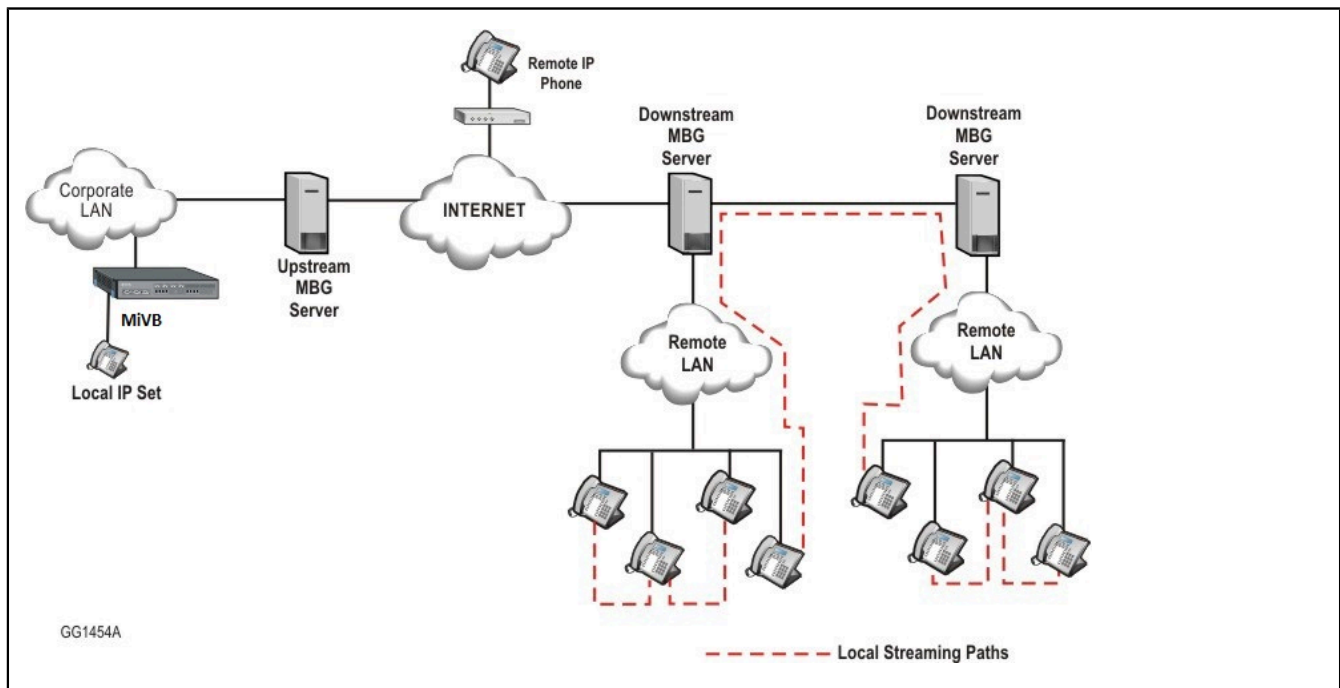 Remote IP
Phone
Downstream
MBG
Server
Downstream
MBG
Server
Corporate
LAN
INTERNET
Upstream
MBG
Server
MiVB
Local IP Set
Remote
LAN
Remote
LAN
GG1454A
Local Streaming Paths